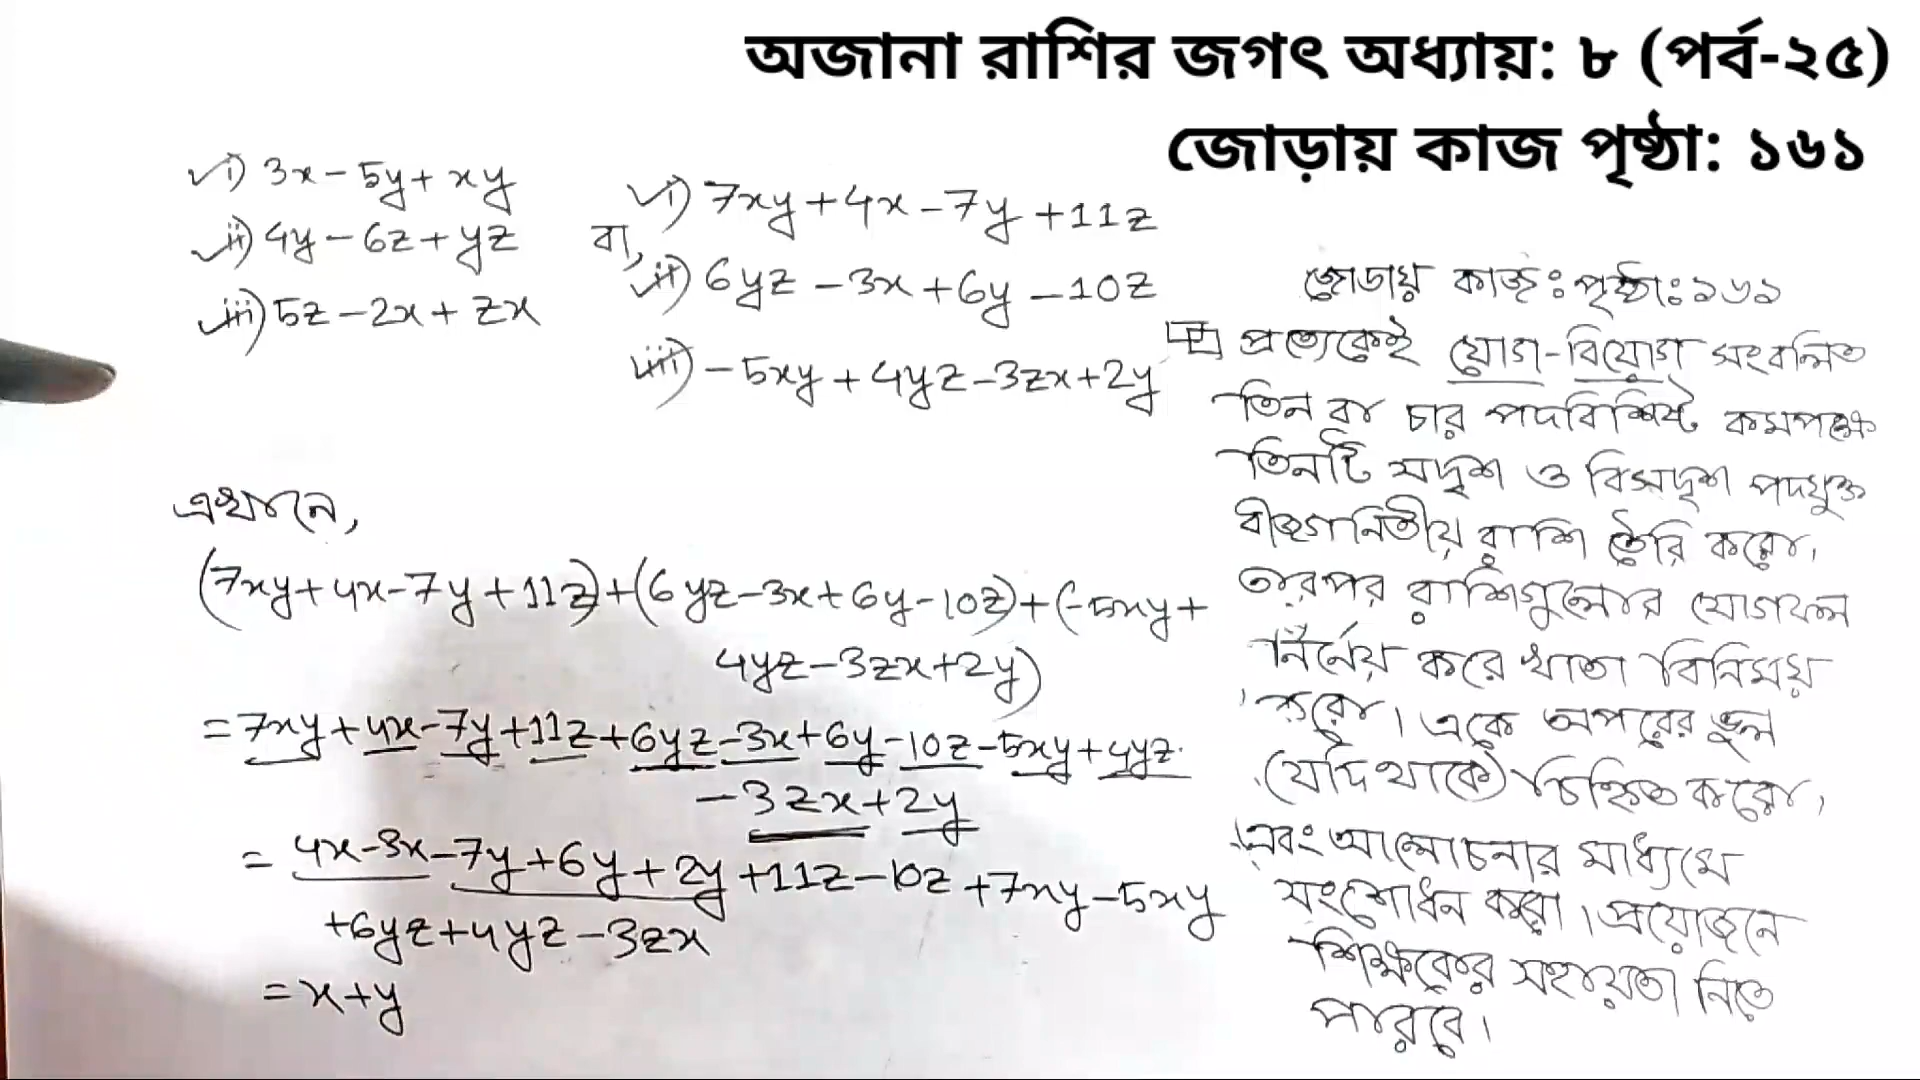 অজানা রাশির জগৎ অধ্যায়: ৮ (পর্ব-২৫)
জোড়ায় কাজ পৃষ্ঠা: ১৬১
i) 3x-5y+xy
ii) 4y-6z+yz
iii) 5z-2x+zx
বা,
i) 7xy+4x-7y+11z
ii) 6yz-3x+6y-10z
iii) -5xy+4yz-3zx+2y
এখানে,
(7xy+4x-7y+11z)+(6yz-3x+6y-10z)+(-5xy+
4yz-3zx+2y)
=7xy+4x-7y+11z+6yz-3x+6y-10z-5xy+4yz
-3zx+2y
= 4x-3x-7y+6y+2y+11z-10z+7xy-5xy
+6yz+4yz-3zx
=x+y
জোড়ায় কাজ: পৃষ্ঠা: ১৬১
প্রত্যেকেই যোগ-বিয়োগ সংবলিত
তিন বা চার পদবিশিষ্ট কমপক্ষে
তিনটি সদৃশ ও বিসদৃশ পদযুক্ত
বীজগানিতীয় রাশি তৈরি করো।
তারপর রাশিগুলোর যোগফল
নির্নেয় করে খাতা বিনিময়
করো। একে অপরের ভুল
(যদি থাকে) চিহ্নিত করো,
এবং আলোচনার মাধ্যমে
সংশোধন করো। প্রয়োজনে
শিক্ষকের সহায়তা নিতে
পারবে।